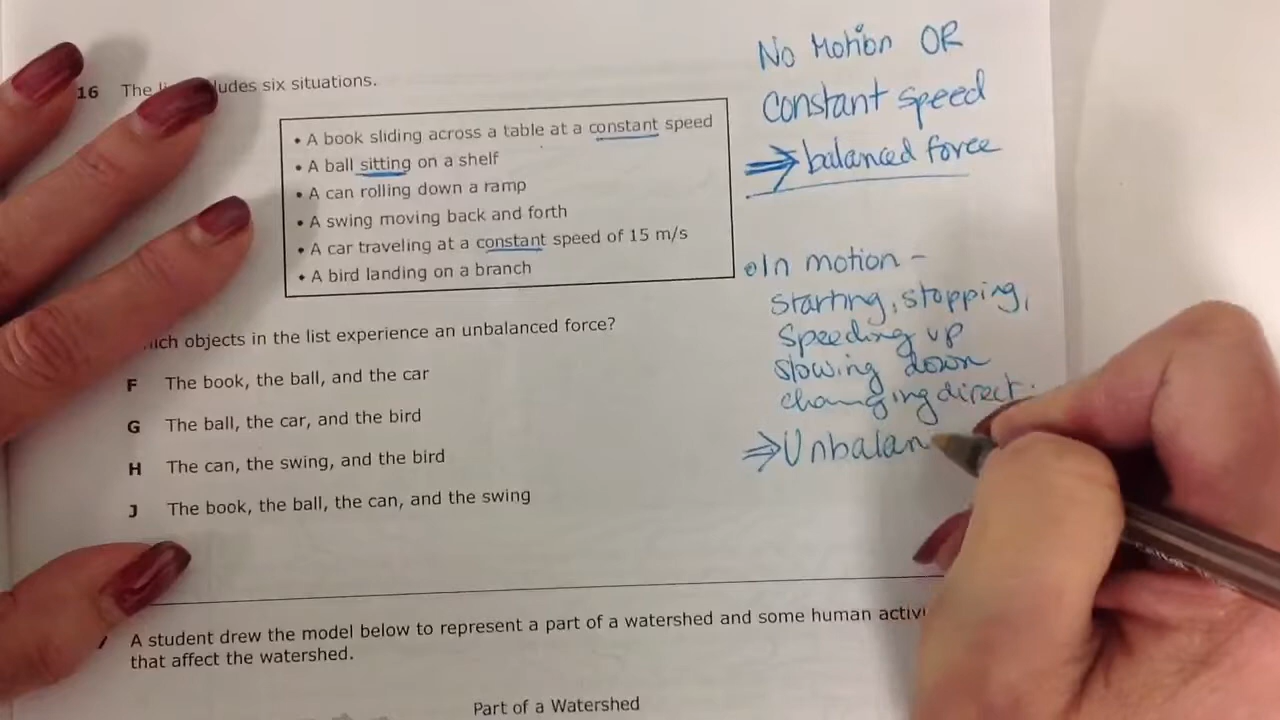 16 The udes six situations.
• A book sliding across a table at a constant speed
• A ball sitting on a shelf
• A can rolling down a ramp
• A swing moving back and forth
• A car traveling at a constant speed of 15 m/s
• A bird landing on a branch
ich objects in the list experience an unbalanced force?
F The book, the ball, and the car
G The ball, the car, and the bird
H The can, the swing, and the bird
J The book, the ball, the can, and the swing
No Motion OR
Constant speed
⇒ balanced force
• In motion -
starting, stopping,
speeding up
slowing down
changing direct
⇒ Unbalan
A student drew the model below to represent a part of a watershed and some human activi
that affect the watershed.
Part of a Watershed